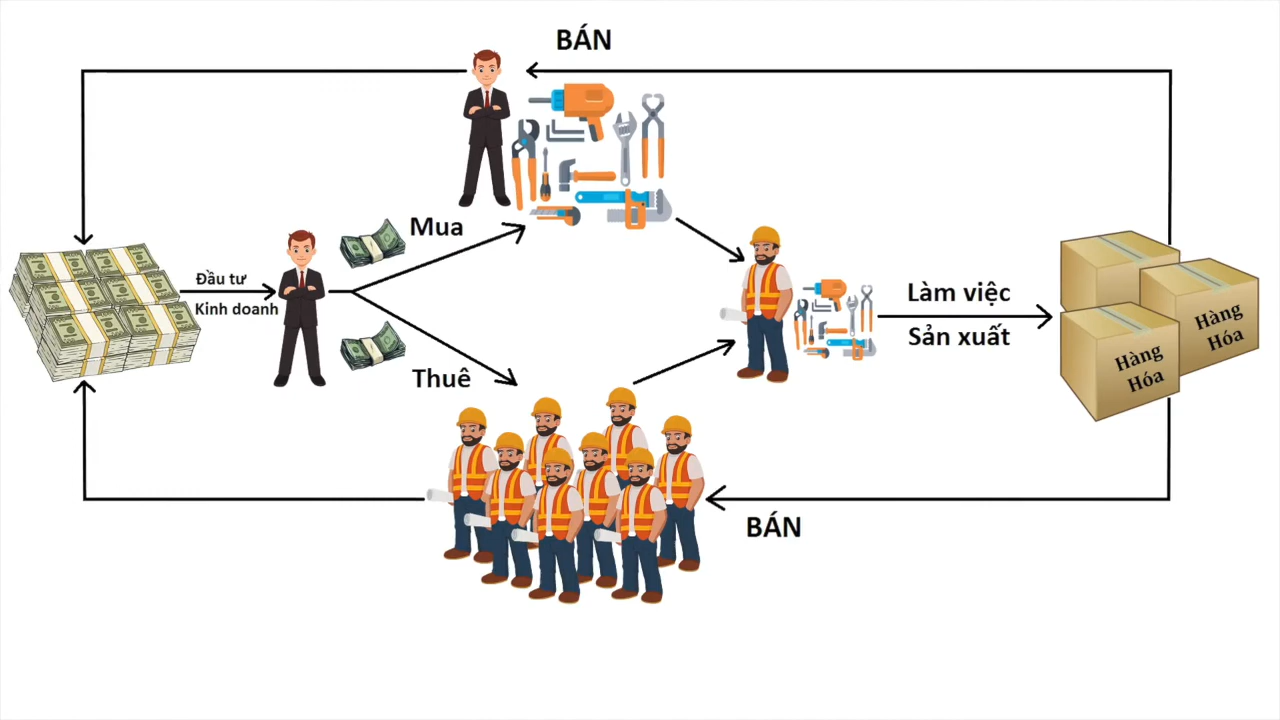 BÁN
Mua
Đầu tư
Kinh doanh
Thuê
Làm việc
Sản xuất
Hàng
Hóa
Hàng
Hóa
BÁN